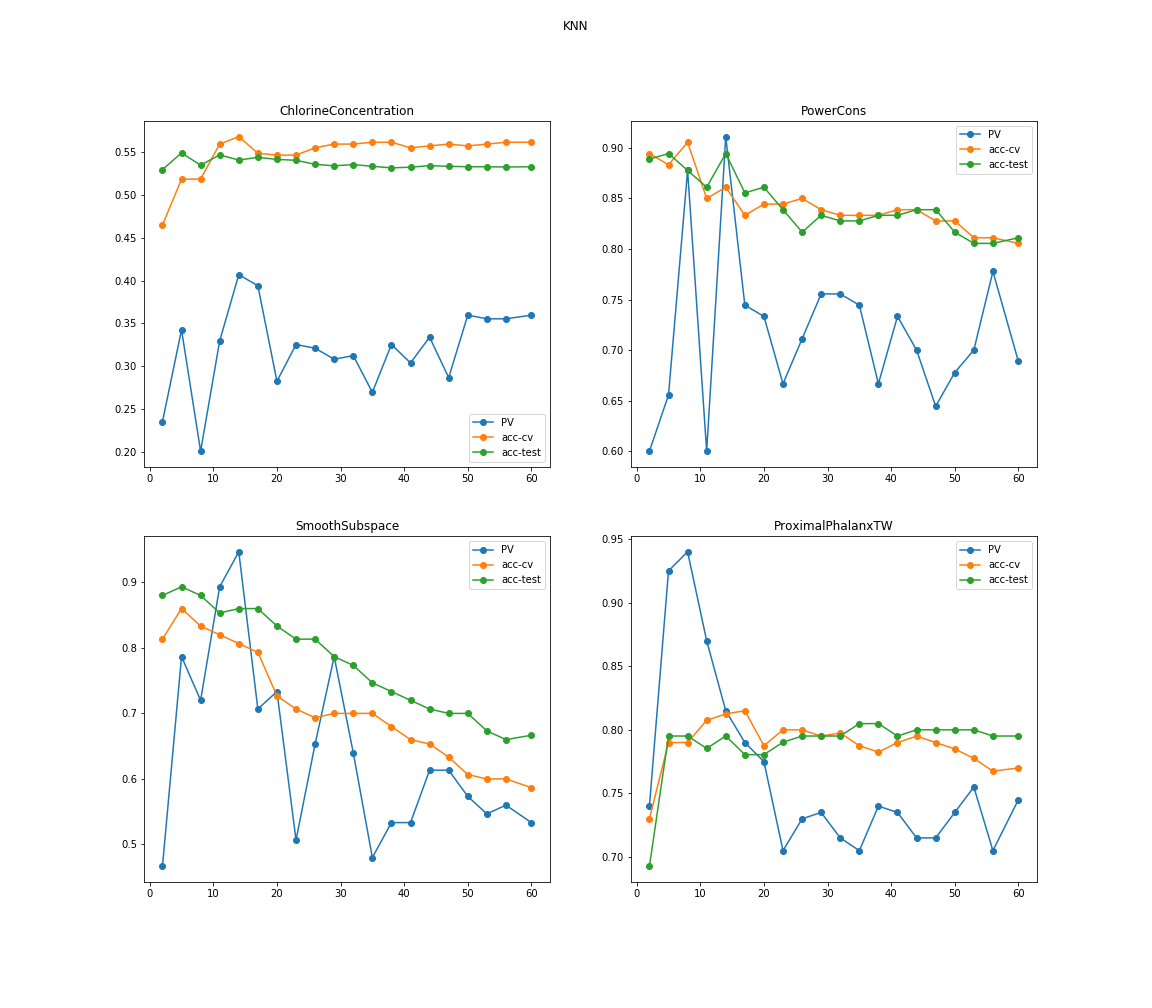 KNN
ChlorineConcentration
0.55
0.50
0.45
0.40
0.35
0.30
0.25
0.20
0 10 20 30 40 50 60
PV
acc-cv
acc-test
PowerCons
0.90
0.85
0.80
0.75
0.70
0.65
0.60
0 10 20 30 40 50 60
PV
acc-cv
acc-test
SmoothSubspace
0.9
0.8
0.7
0.6
0.5
0 10 20 30 40 50 60
PV
acc-cv
acc-test
ProximalPhalanxTW
0.95
0.90
0.85
0.80
0.75
0.70
0 10 20 30 40 50 60
PV
acc-cv
acc-test